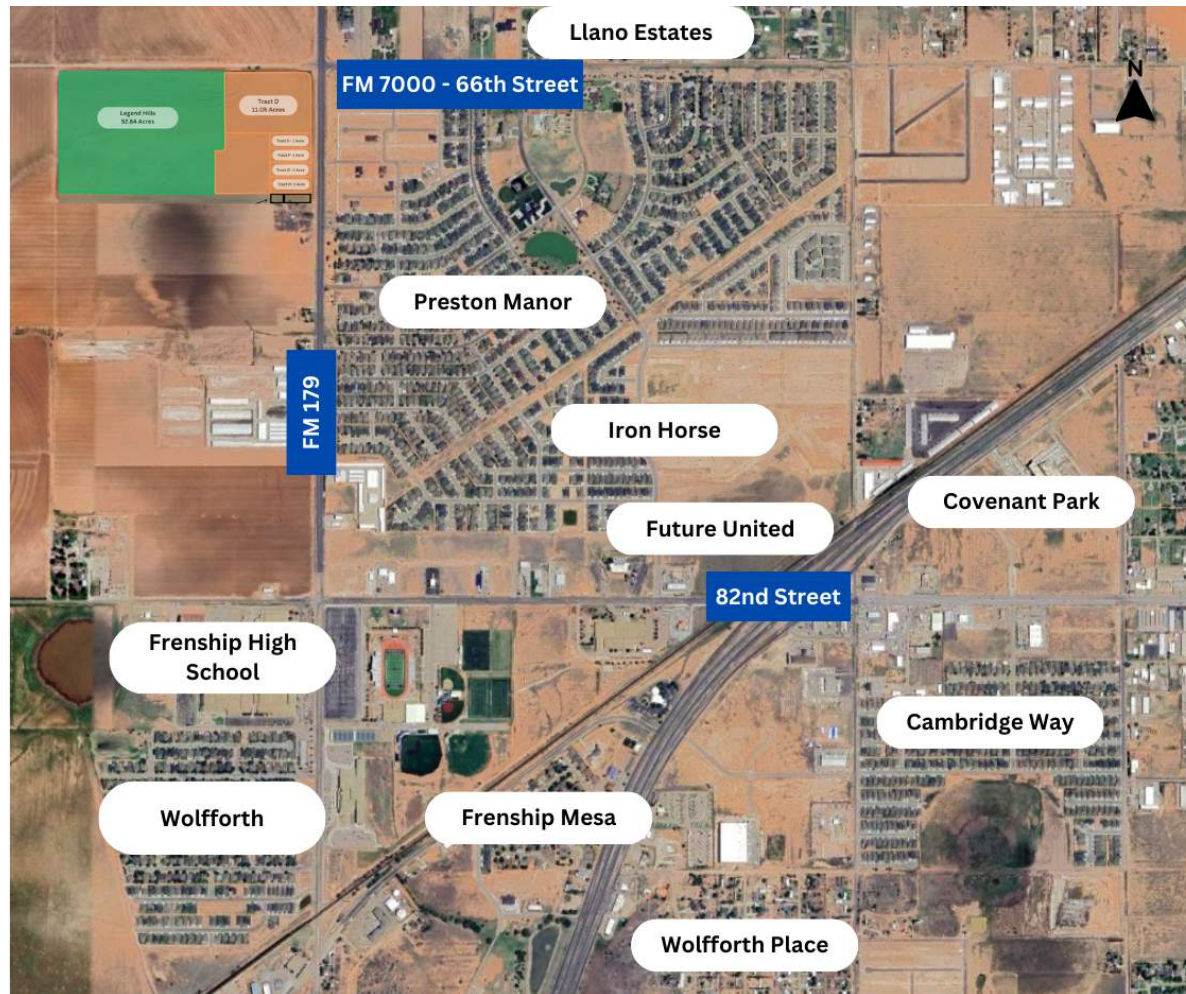 Llano Estates
N
FM 7000 - 66th Street
Legend Hills
52.64 Acres
Tract D
11.05 Acres
Preston Manor
FM 179
Iron Horse
Covenant Park
Future United
82nd Street
Frenship High
School
Cambridge Way
Wolfforth
Frenship Mesa
Wolfforth Place